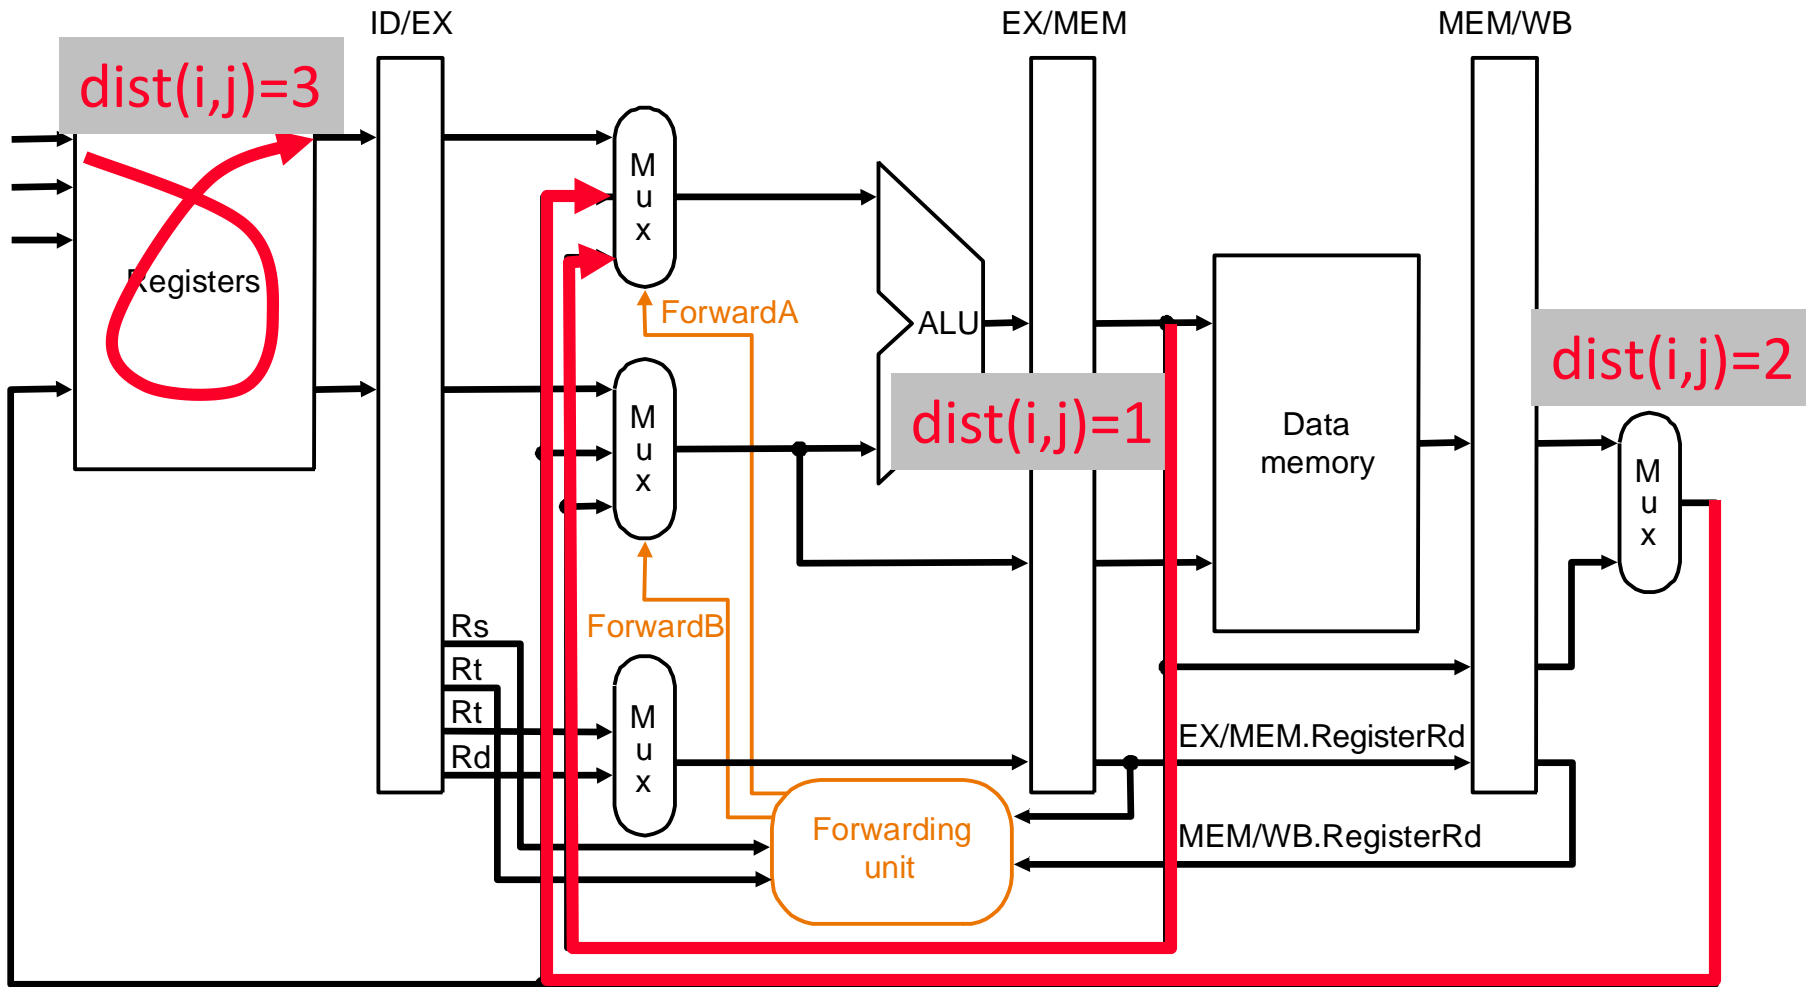 ID/EX
EX/MEM
MEM/WB
dist(i,j)=3
M
u
x
Registers
ForwardA
ALU
dist(i,j)=2
M
u
x
dist(i,j)=1
Data
memory
M
u
x
Rs
ForwardB
Rt
Rt
M
u
x
Rd
EX/MEM.RegisterRd
Forwarding
unit
MEM/WB.RegisterRd